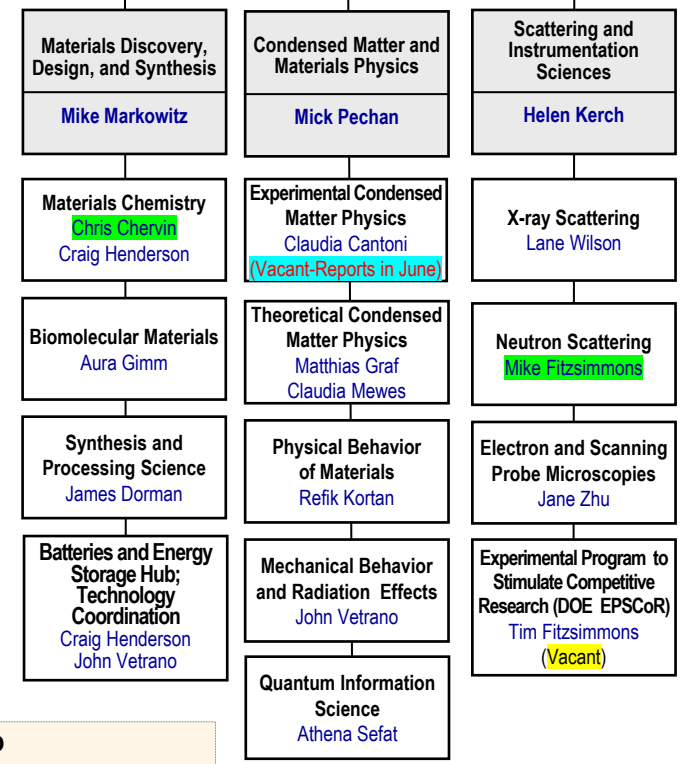 Materials Discovery,
Design, and Synthesis
Mike Markowitz
Materials Chemistry
Chris Chervin
Craig Henderson
Biomolecular Materials
Aura Gimm
Synthesis and
Processing Science
James Dorman
Batteries and Energy
Storage Hub;
Technology
Coordination
Craig Henderson
John Vetrano
Condensed Matter and
Materials Physics
Mick Pechan
Experimental Condensed
Matter Physics
Claudia Cantoni
(Vacant-Reports in June)
Theoretical Condensed
Matter Physics
Matthias Graf
Claudia Mewes
Physical Behavior
of Materials
Refik Kortan
Mechanical Behavior
and Radiation Effects
John Vetrano
Quantum Information
Science
Athena Sefat
Scattering and
Instrumentation
Sciences
Helen Kerch
X-ray Scattering
Lane Wilson
Neutron Scattering
Mike Fitzsimmons
Electron and Scanning
Probe Microscopies
Jane Zhu
Experimental Program to
Stimulate Competitive
Research (DOE EPSCoR)
Tim Fitzsimmons
(Vacant)